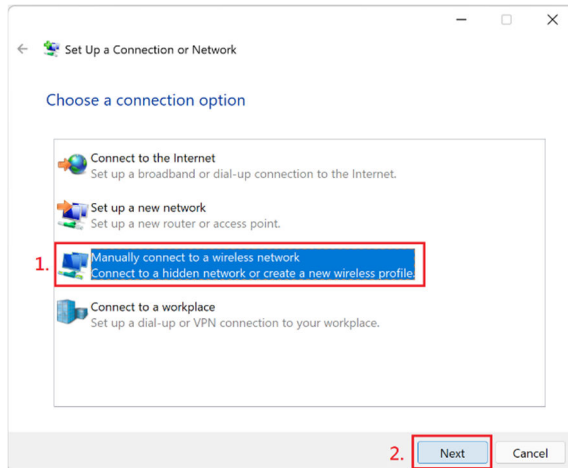 Set Up a Connection or Network
Choose a connection option
Connect to the Internet
Set up a broadband or dial-up connection to the Internet.
Set up a new network
Set up a new router or access point.
1.
Manually connect to a wireless network
Connect to a hidden network or create a new wireless profile.
Connect to a workplace
Set up a dial-up or VPN connection to your workplace.
2.
Next
Cancel